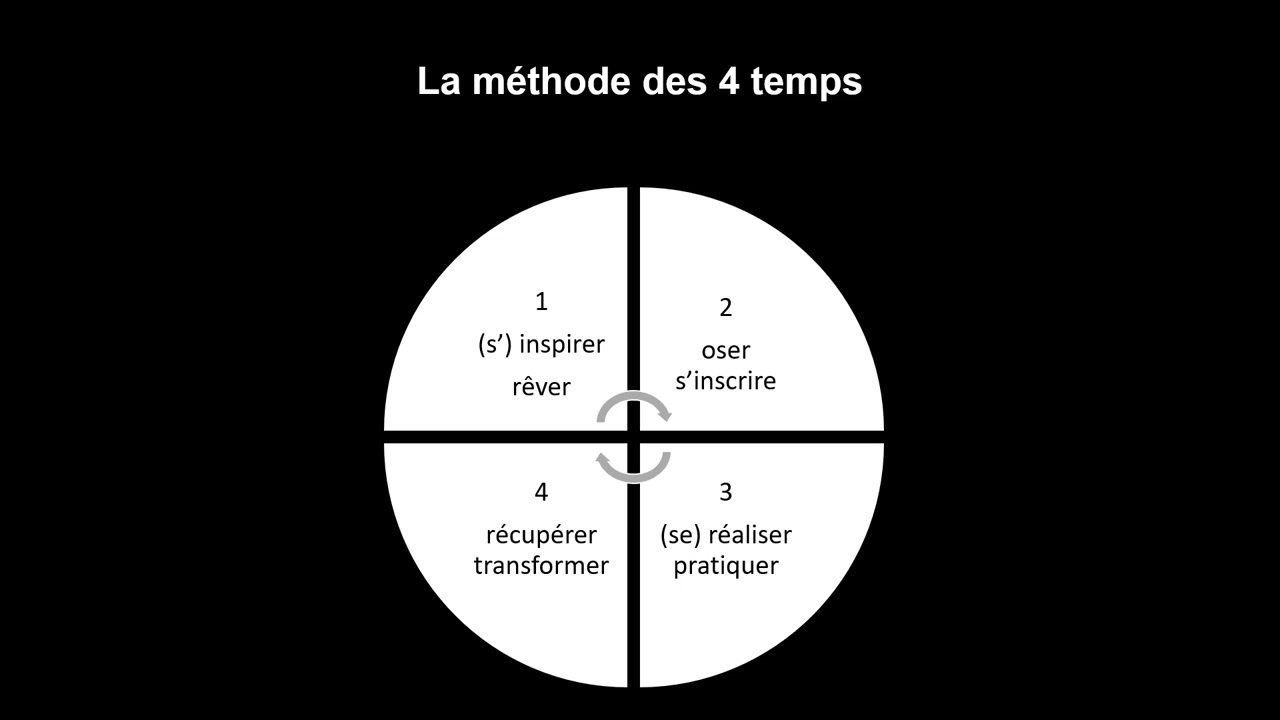 La méthode des 4 temps
1
(s’) inspirer
rêver
2
oser
s’inscrire
3
(se) réaliser
pratiquer
4
récupérer
transformer